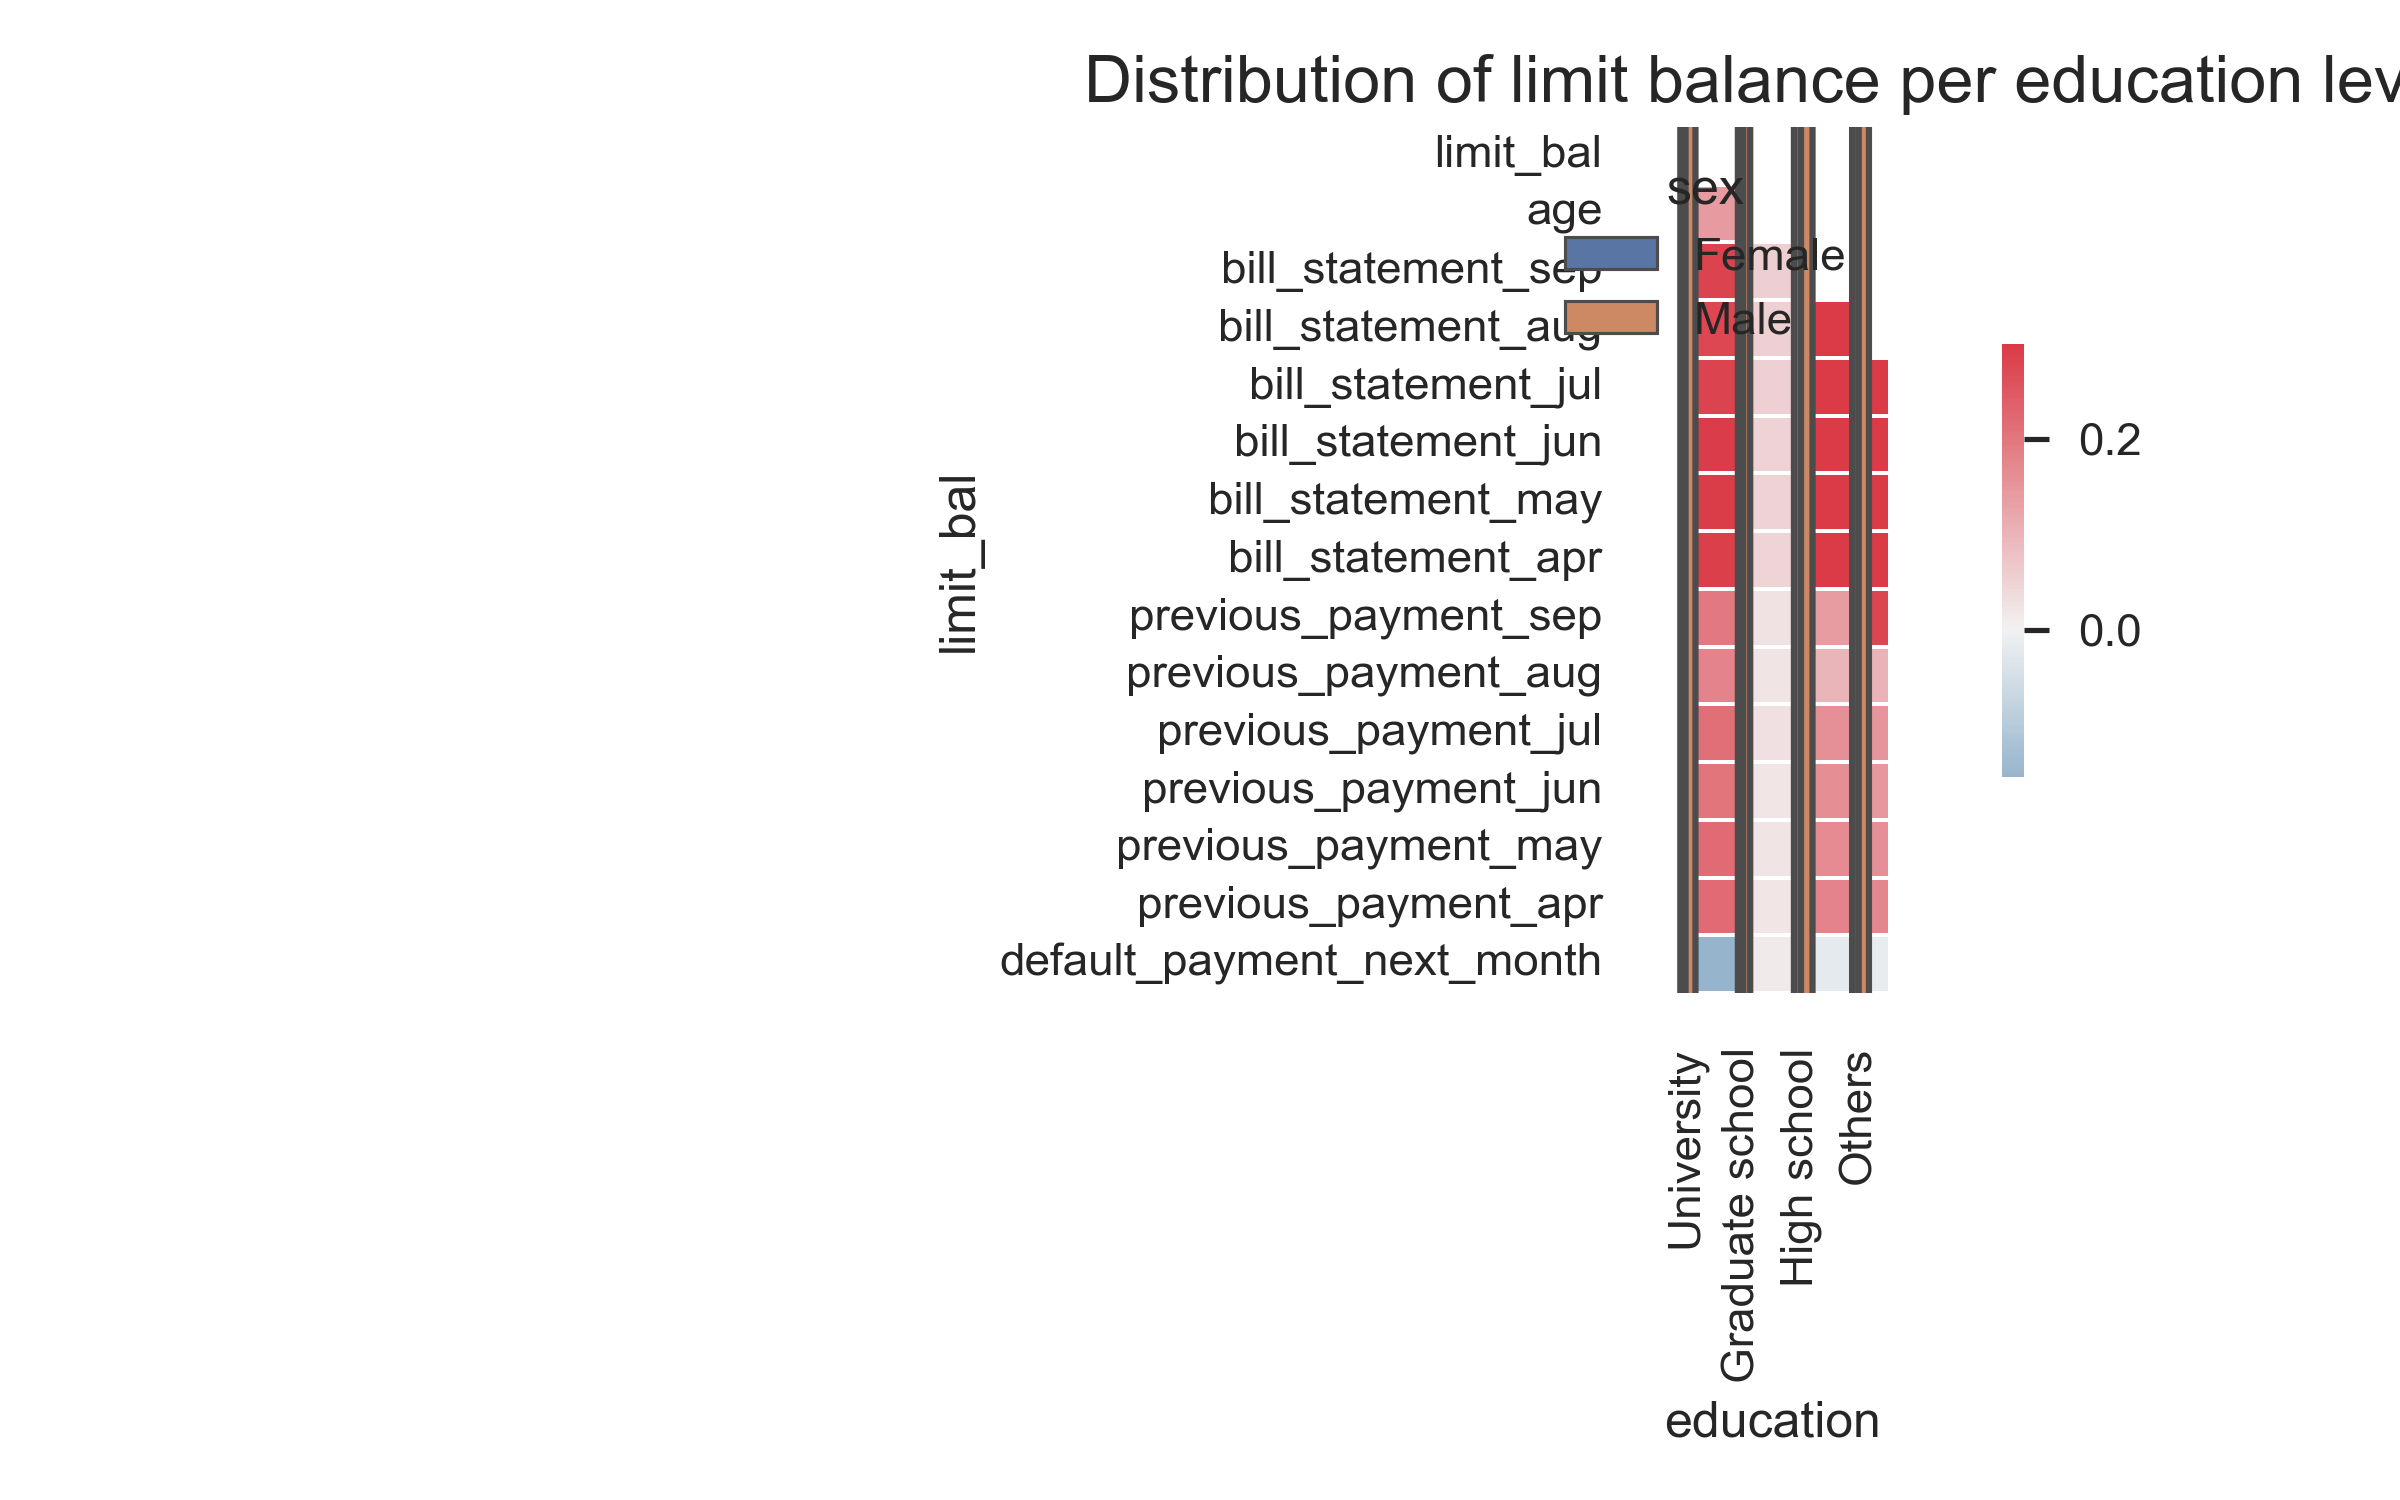 Distribution of limit balance per education lev
limit_bal
age
bill_statement_sep
bill_statement_aug
bill_statement_jul
bill_statement_jun
bill_statement_may
bill_statement_apr
previous_payment_sep
previous_payment_aug
previous_payment_jul
previous_payment_jun
previous_payment_may
previous_payment_apr
default_payment_next_month
limit_bal
sex
Female
Male
0.2
0.0
University
Graduate school
High school
Others
education